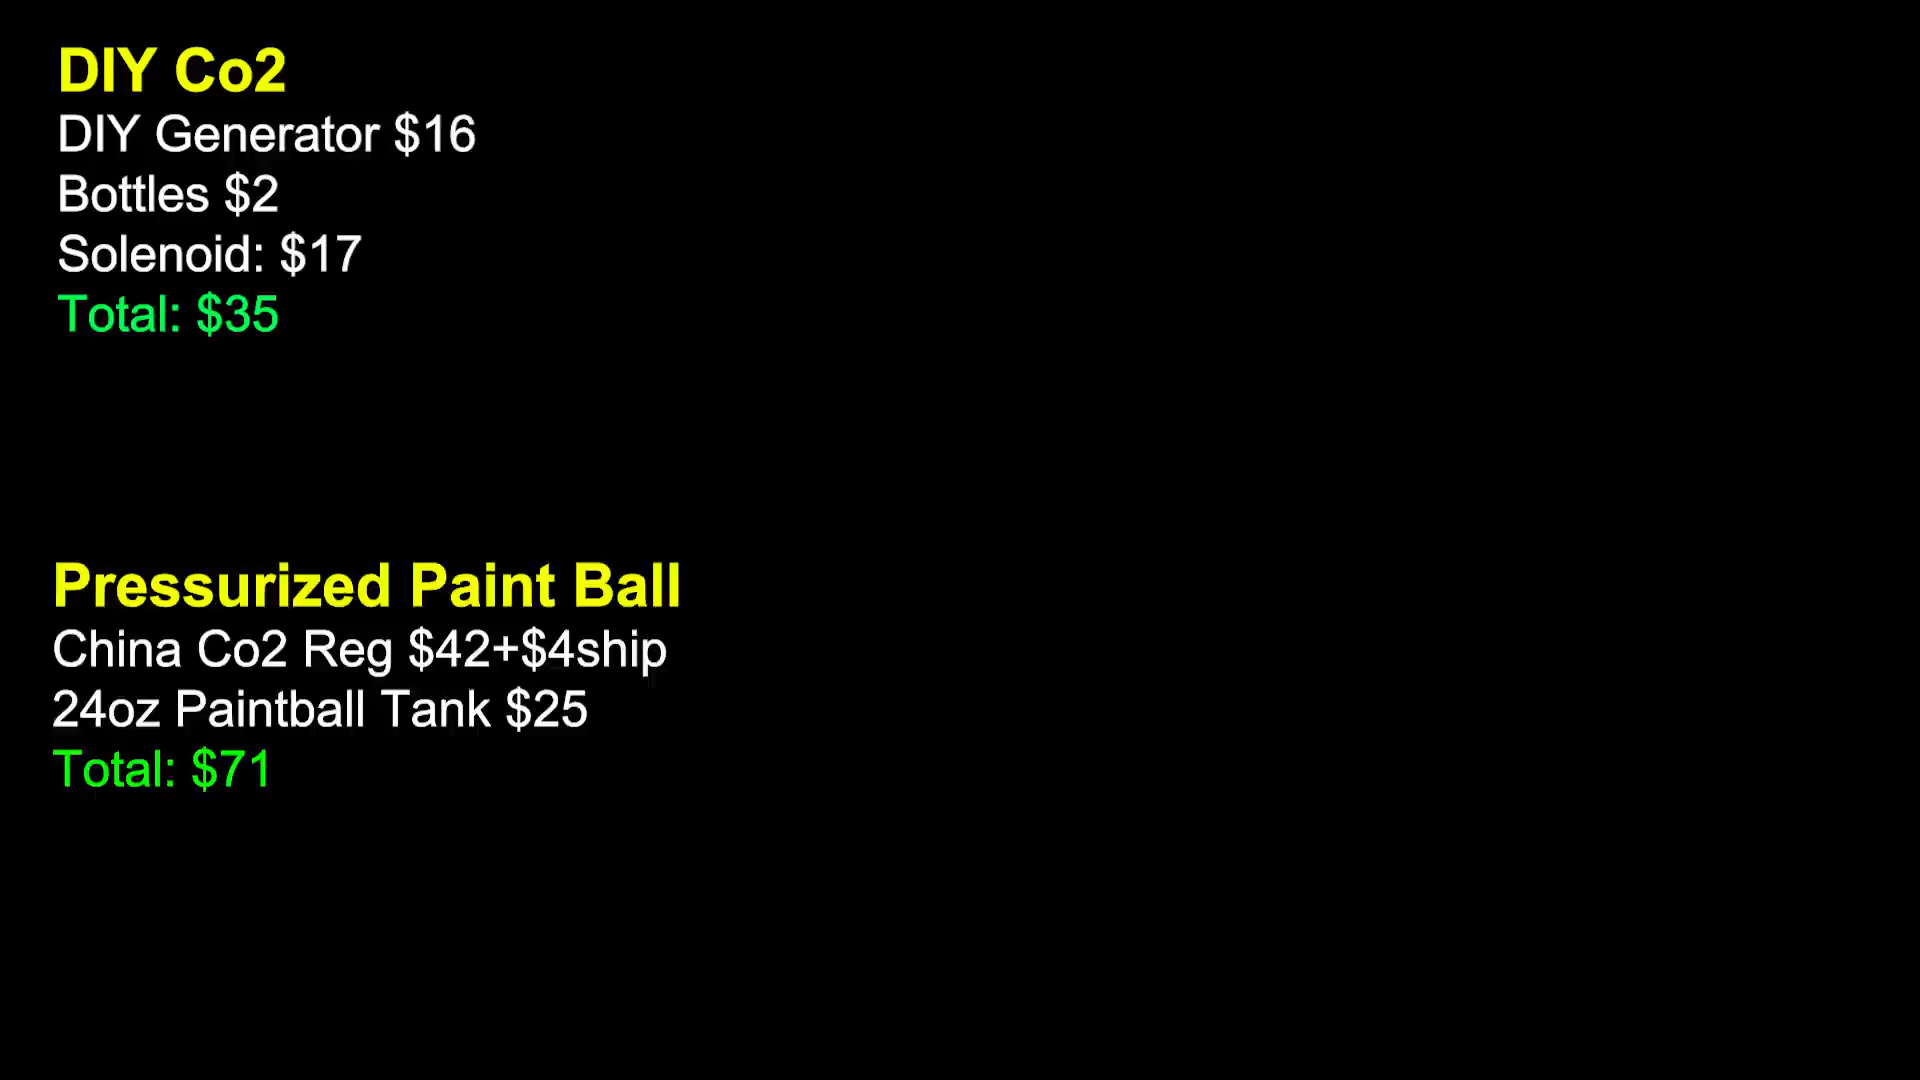 DIY Co2
DIY Generator $16
Bottles $2
Solenoid: $17
Total: $35
Pressurized Paint Ball
China Co2 Reg $42+$4ship
24oz Paintball Tank $25
Total: $71